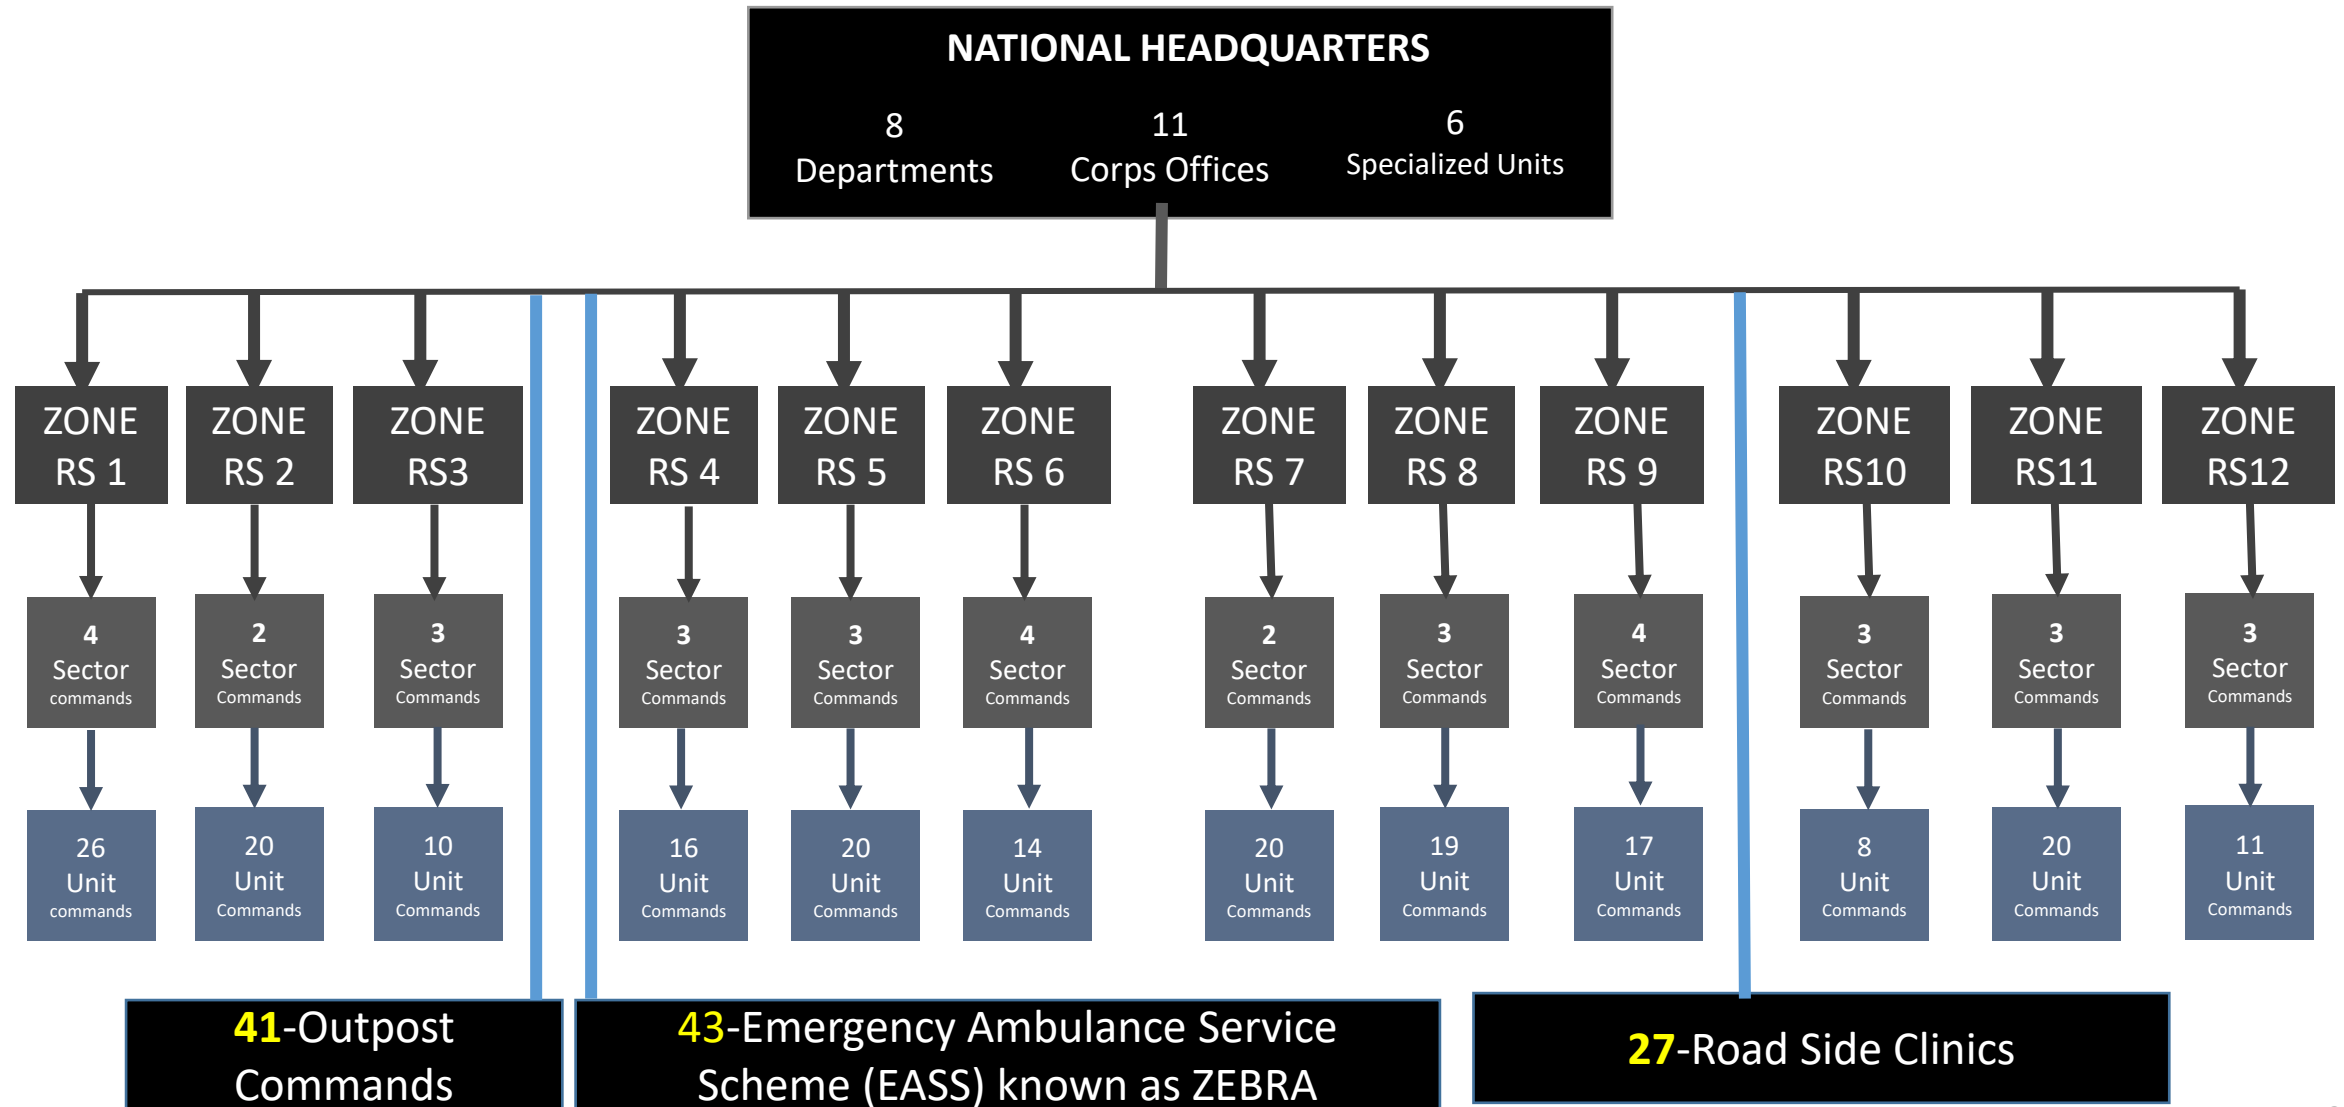 NATIONAL HEADQUARTERS
8
Departments
11
Corps Offices
6
Specialized Units
ZONE
RS 1
ZONE
RS 2
ZONE
RS3
ZONE
RS 4
ZONE
RS 5
ZONE
RS 6
ZONE
RS 7
ZONE
RS 8
ZONE
RS 9
ZONE
RS10
ZONE
RS11
ZONE
RS12
4
Sector
commands
2
Sector
Commands
3
Sector
Commands
3
Sector
Commands
3
Sector
Commands
4
Sector
Commands
2
Sector
Commands
3
Sector
Commands
4
Sector
Commands
3
Sector
Commands
3
Sector
Commands
3
Sector
Commands
26
Unit
commands
20
Unit
Commands
10
Unit
Commands
16
Unit
Commands
20
Unit
Commands
14
Unit
Commands
20
Unit
Commands
19
Unit
Commands
17
Unit
Commands
8
Unit
Commands
20
Unit
Commands
11
Unit
Commands
41-Outpost
Commands
43-Emergency Ambulance Service
Scheme (EASS) known as ZEBRA
27-Road Side Clinics